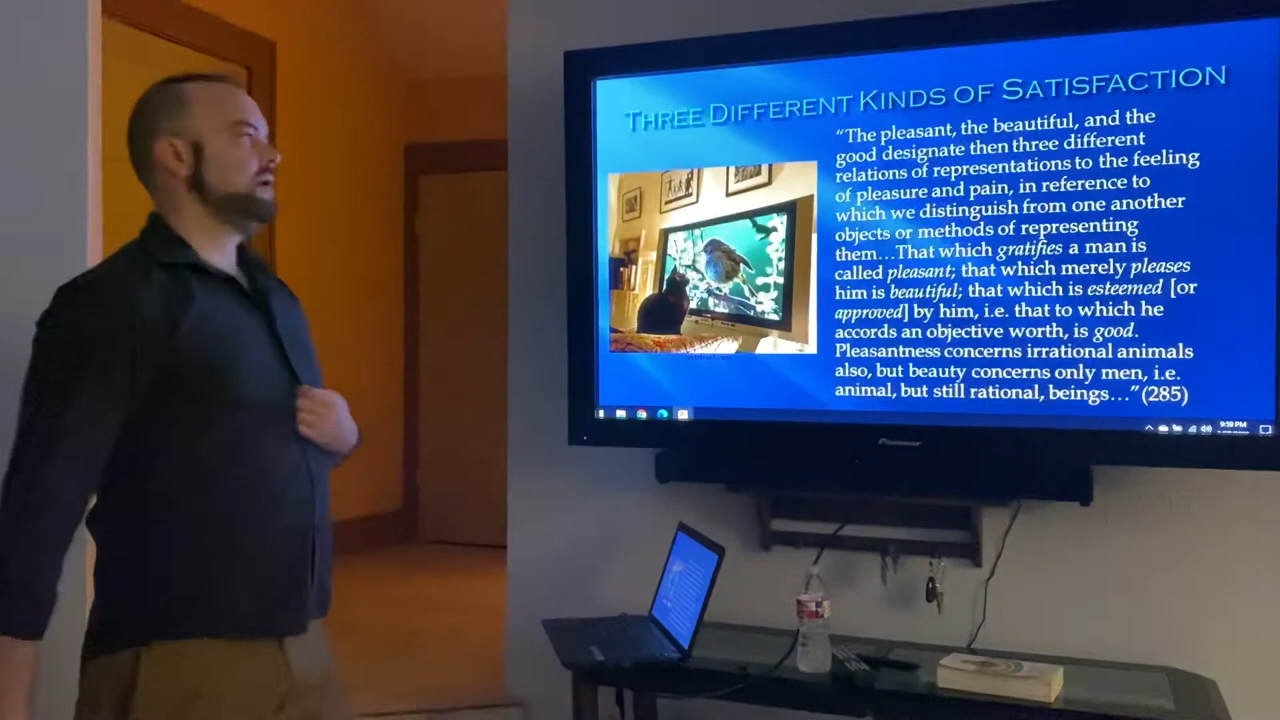 THREE DIFFERENT KINDS OF SATISFACTION
“The pleasant, the beautiful, and the
good designate then three different
relations of representations to the feeling
of pleasure and pain, in reference to
which we distinguish from one another
objects or methods of representing
them…That which gratifies a man is
called pleasant; that which merely pleases
him is beautiful; that which is esteemed [or
approved] by him, i.e. that to which he
accords an objective worth, is good.
Pleasantness concerns irrational animals
also, but beauty concerns only men, i.e.
animal, but still rational, beings…” (285)
9:59 PM
Pioneer